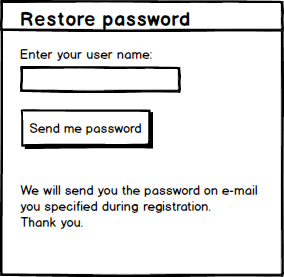 Restore password
Enter your user name:
Send me password
We will send you the password on e-mail
you specified during registration.
Thank you.